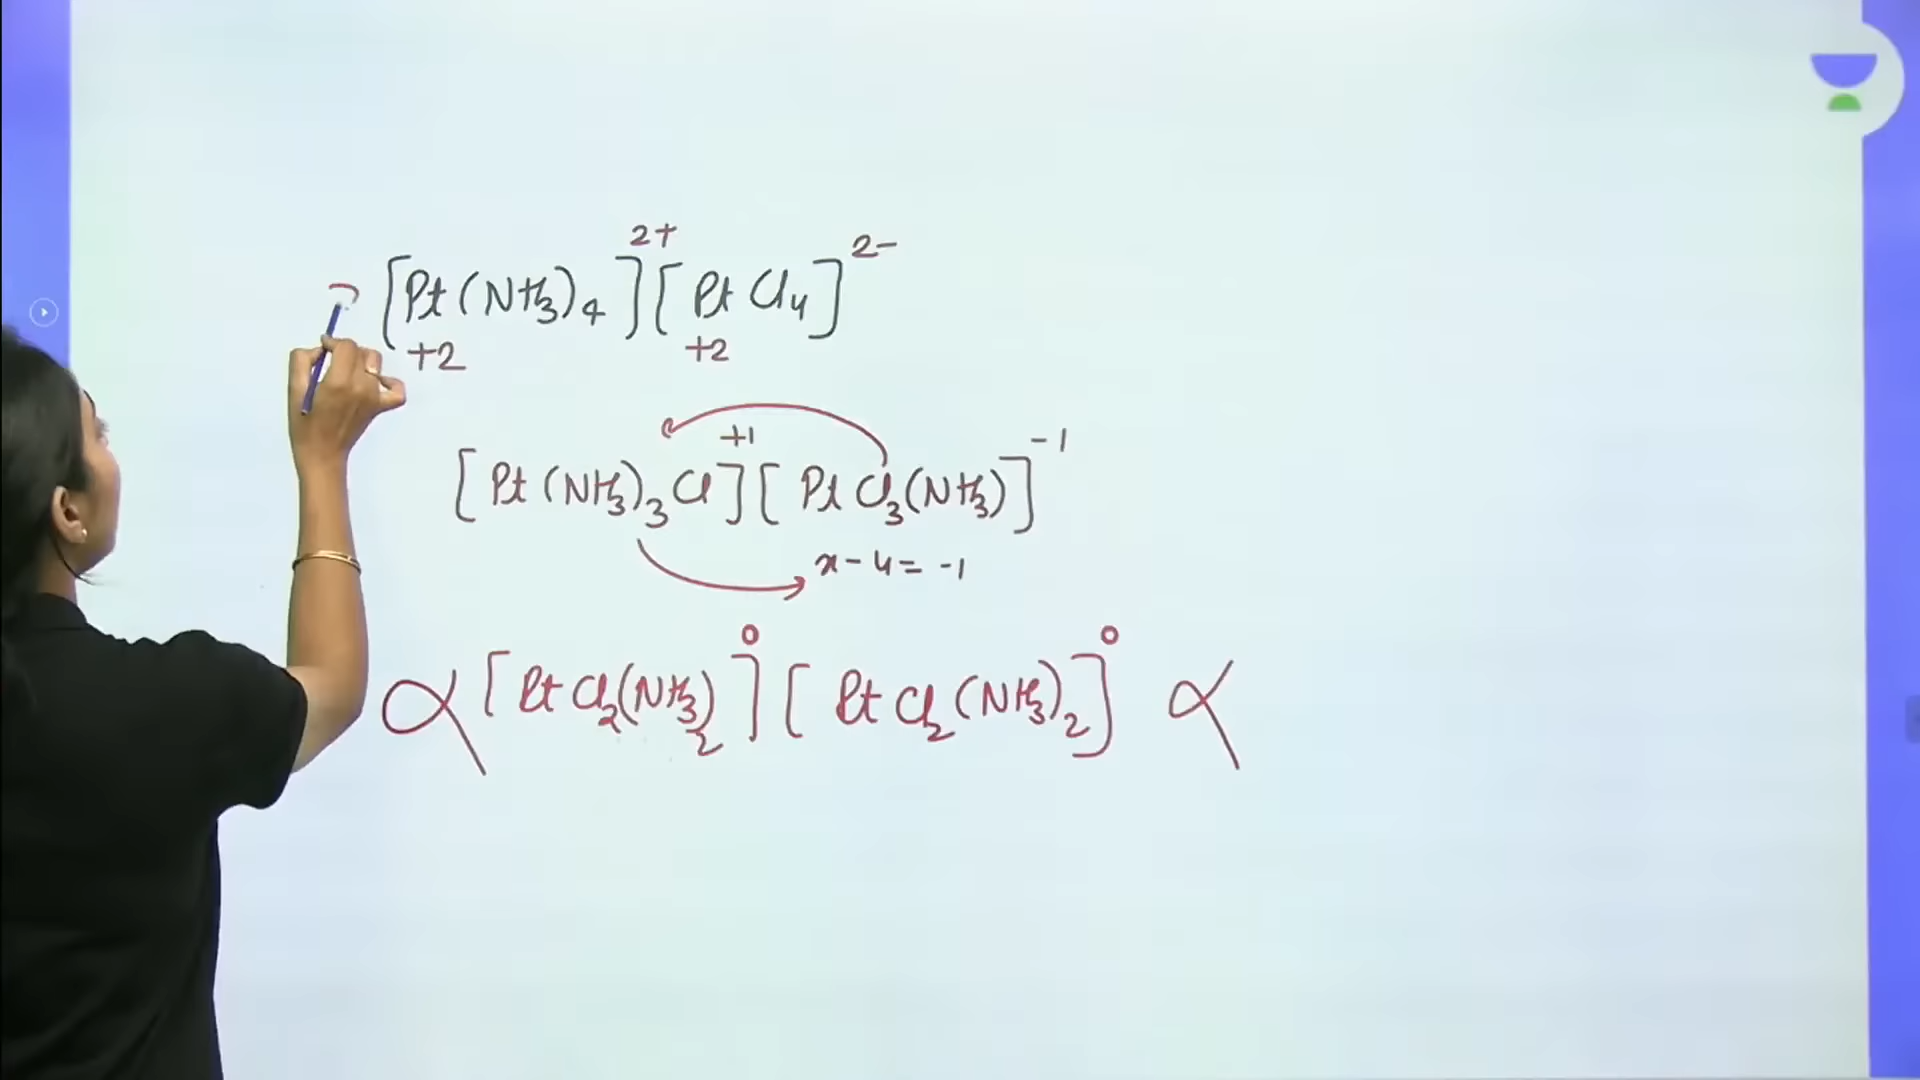 [Pt(NH3)4]2+ [PtCl4]2-
+2 +2
[Pt(NH3)3Cl]+1 [PtCl3(NH3)]-1
x-4=-1
[PtCl2(NH3)2]0 [PtCl2(NH3)2]0